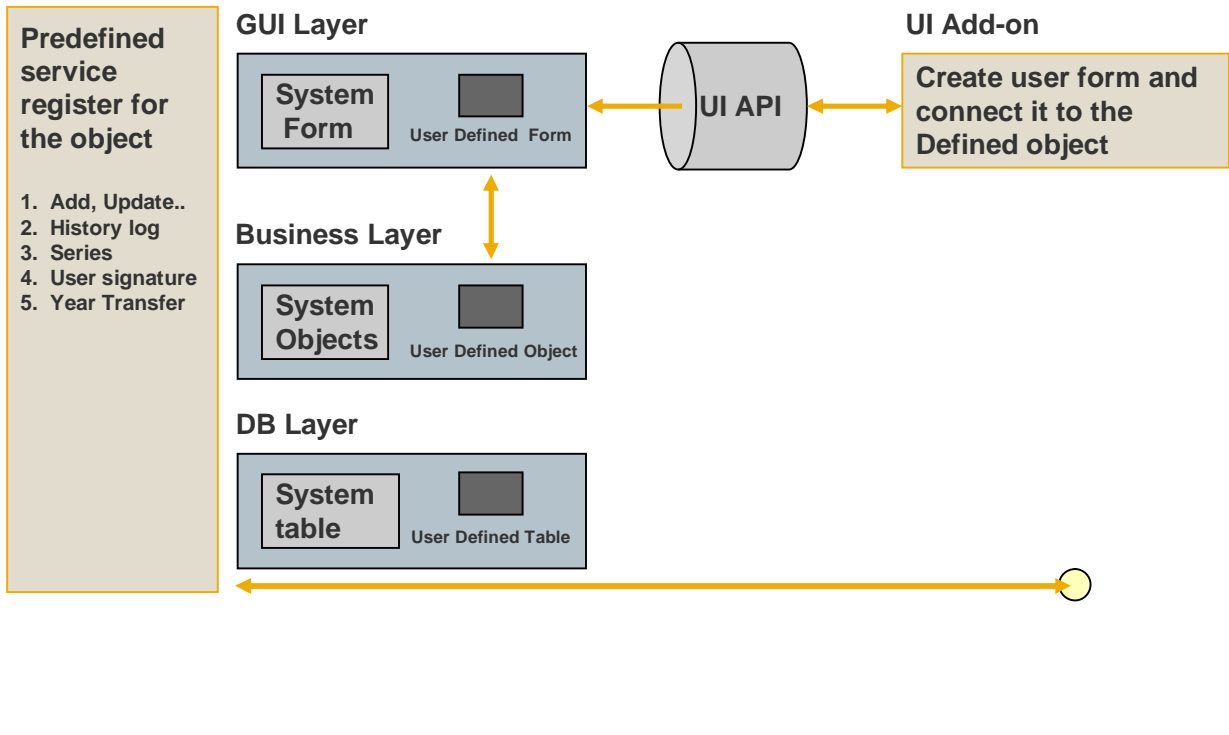 Predefined
service
register for
the object
1. Add, Update..
2. History log
3. Series
4. User signature
5. Year Transfer
GUI Layer
System
Form
User Defined Form
UI API
UI Add-on
Create user form and
connect it to the
Defined object
Business Layer
System
Objects
User Defined Object
DB Layer
System
table
User Defined Table